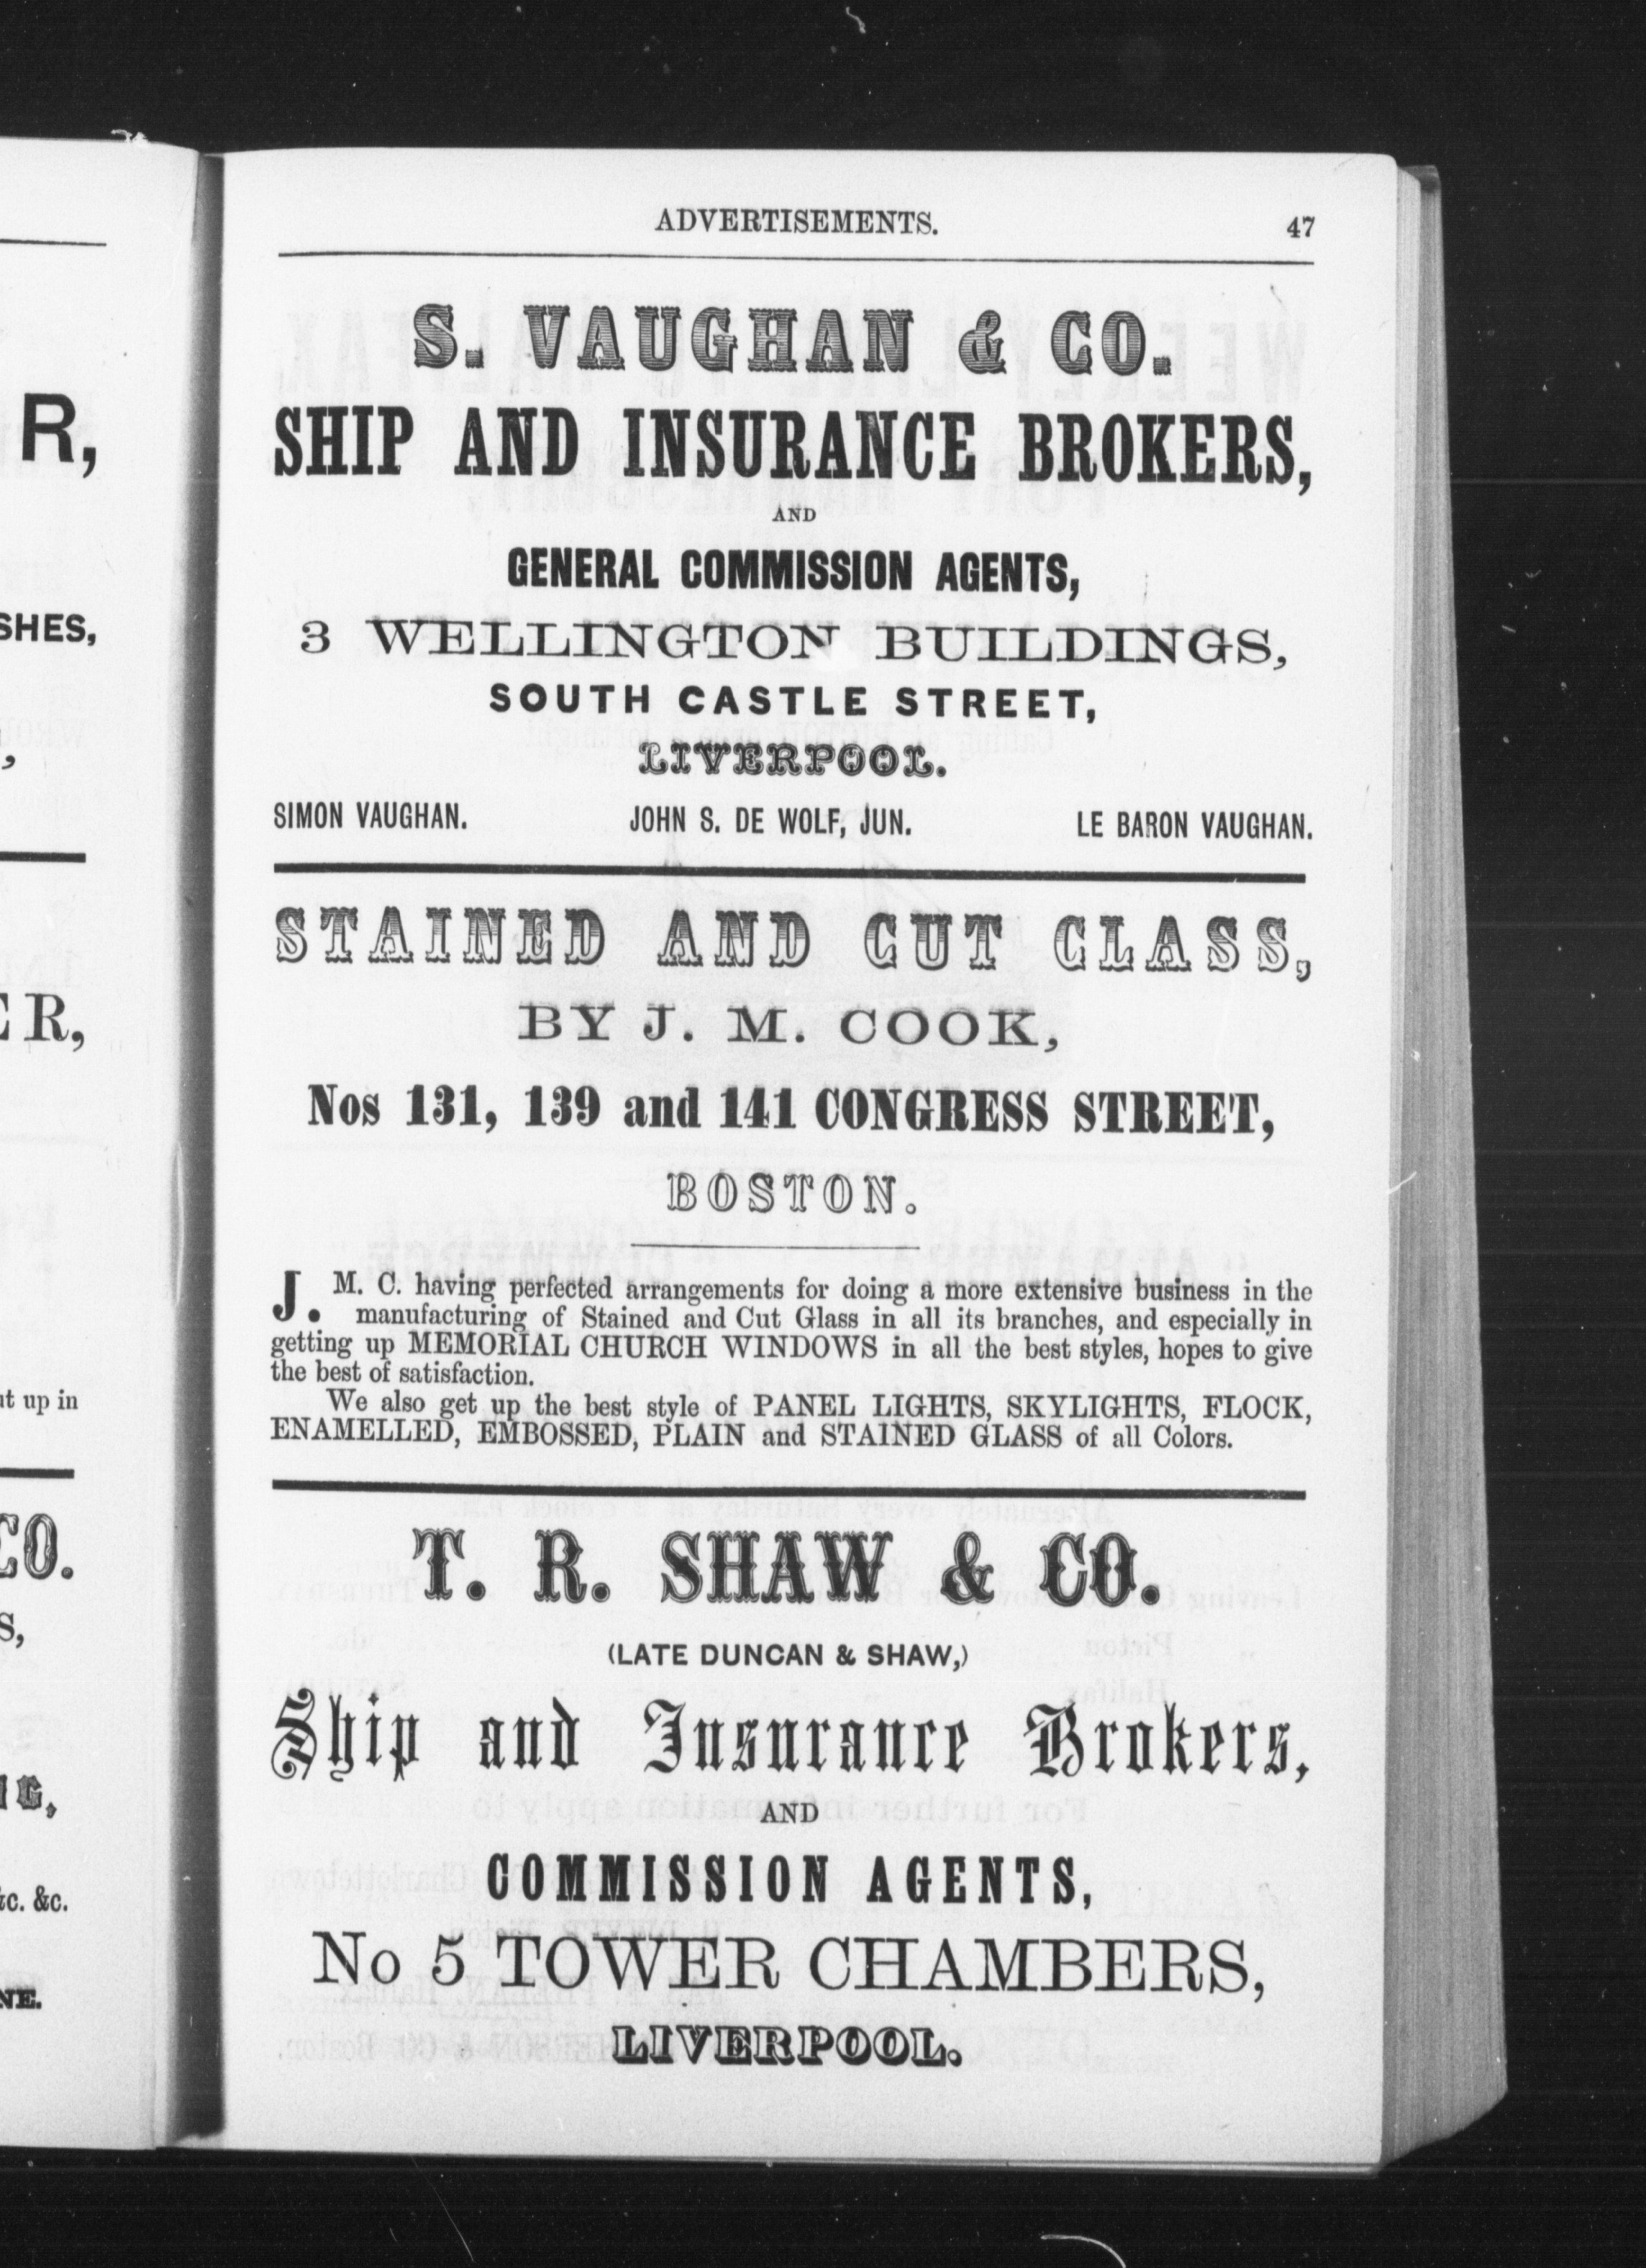 ADVERTISEMENTS. 47
S. VAUGHAN & CO.
SHIP AND INSURANCE BROKERS,
AND
GENERAL COMMISSION AGENTS,
3 WELLINGTON BUILDINGS,
SOUTH CASTLE STREET,
LIVERPOOL.
SIMON VAUGHAN. JOHN S. DE WOLF, JUN. LE BARON VAUGHAN.
STAINED AND CUT CLASS,
BY J. M. COOK,
Nos 131, 139 and 141 CONGRESS STREET,
BOSTON.
J. M. C. having perfected arrangements for doing a more extensive business in the
manufacturing of Stained and Cut Glass in all its branches, and especially in
getting up MEMORIAL CHURCH WINDOWS in all the best styles, hopes to give
the best of satisfaction.
We also get up the best style of PANEL LIGHTS, SKYLIGHTS, FLOCK,
ENAMELLED, EMBOSSED, PLAIN and STAINED GLASS of all Colors.
T. R. SHAW & CO.
(LATE DUNCAN & SHAW,)
Ship and Insurance Brokers,
AND
COMMISSION AGENTS,
No 5 TOWER CHAMBERS,
LIVERPOOL.